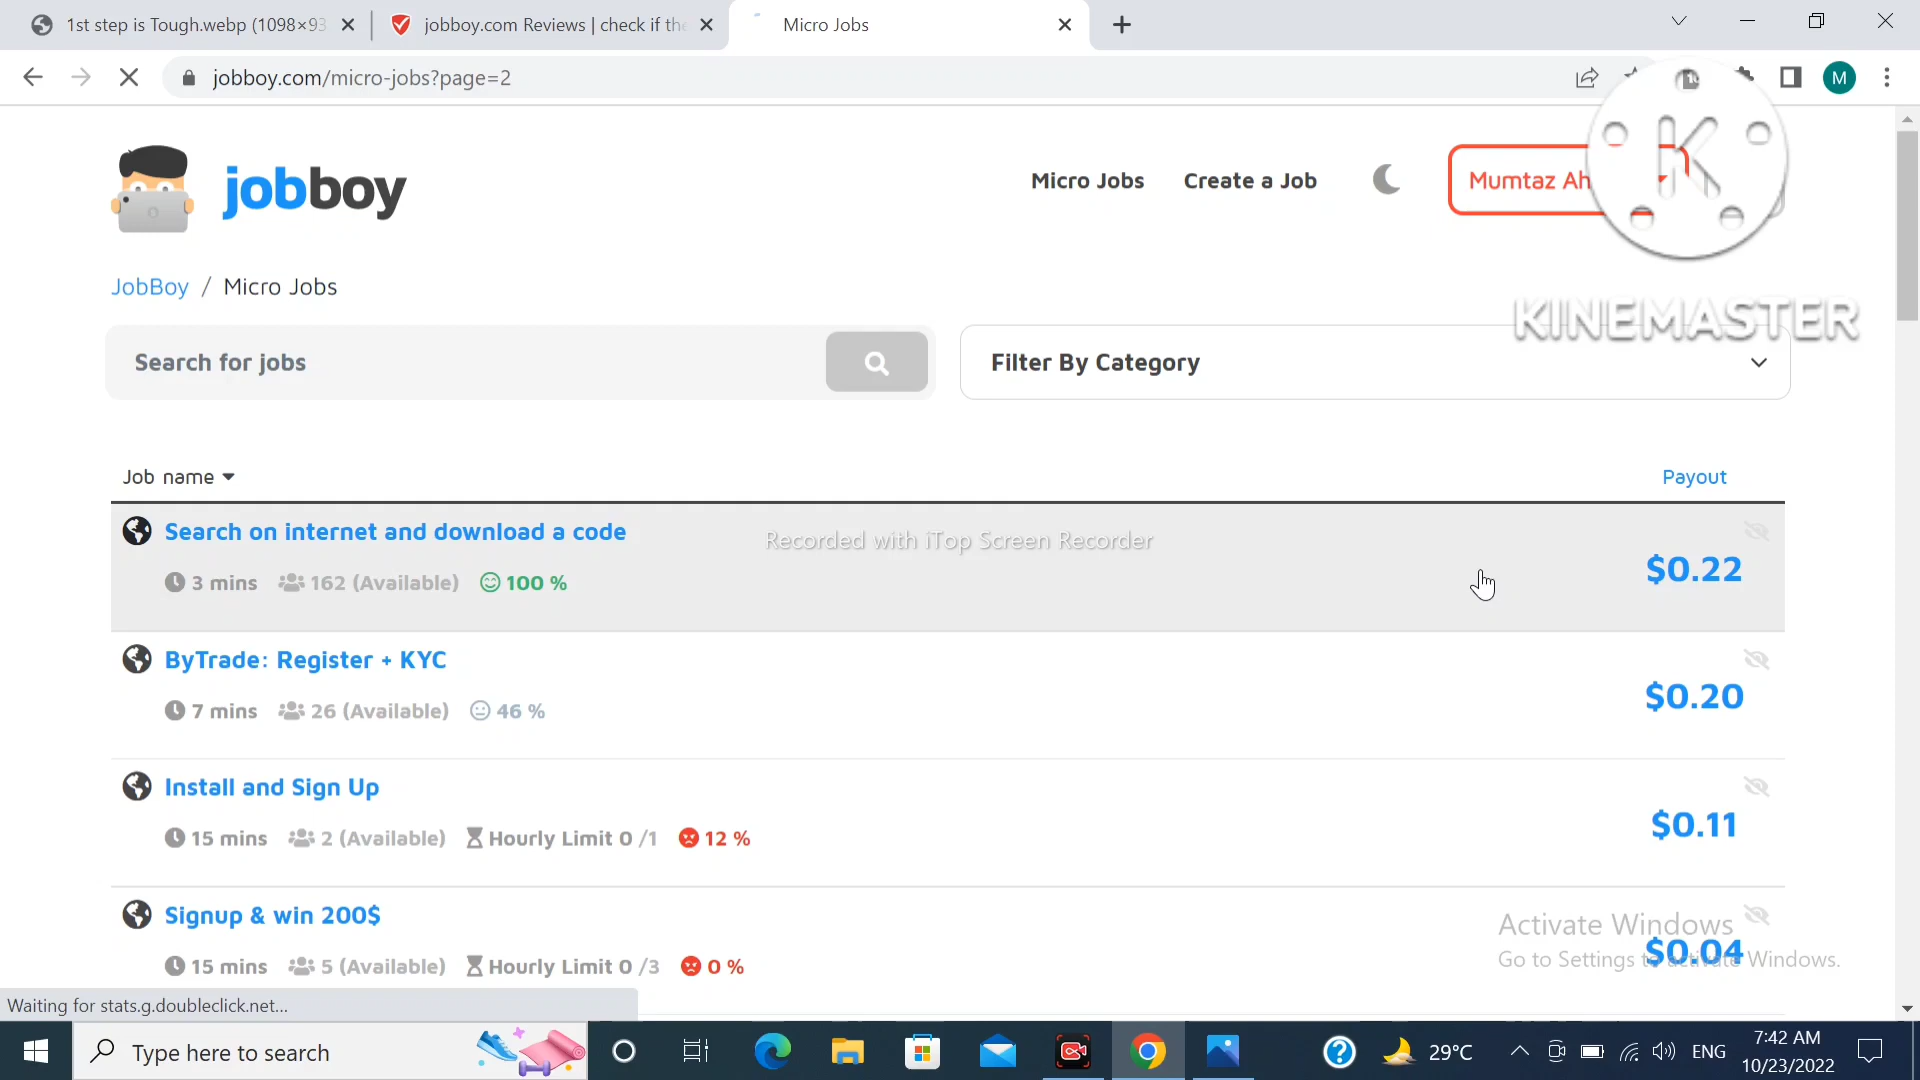 1st step is Tough.webp (1098×93
jobboy.com Reviews | check if the
Micro Jobs
jobboy.com/micro-jobs?page=2
M
jobboy
Micro Jobs
Create a Job
Mumtaz Ah
K
KINEMASTER
JobBoy / Micro Jobs
Search for jobs
Filter By Category
Job name
Payout
Search on internet and download a code
Recorded with iTop Screen Recorder
3 mins 162 (Available) 100 %
$0.22
ByTrade: Register + KYC
7 mins 26 (Available) 46 %
$0.20
Install and Sign Up
15 mins 2 (Available) Hourly Limit 0 /1 12 %
$0.11
Signup & win 200$
15 mins 5 (Available) Hourly Limit 0 /3 0 %
$0.04
Activate Windows
Go to Settings to activate Windows.
Waiting for stats.g.doubleclick.net...
Type here to search
29°C
ENG
7:42 AM
10/23/2022